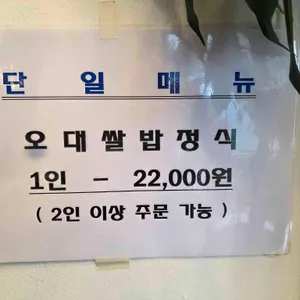 단 일 메 뉴
오 대 쌀 밥 정 식
1인 - 22,000원
( 2인 이상 주문 가능 )